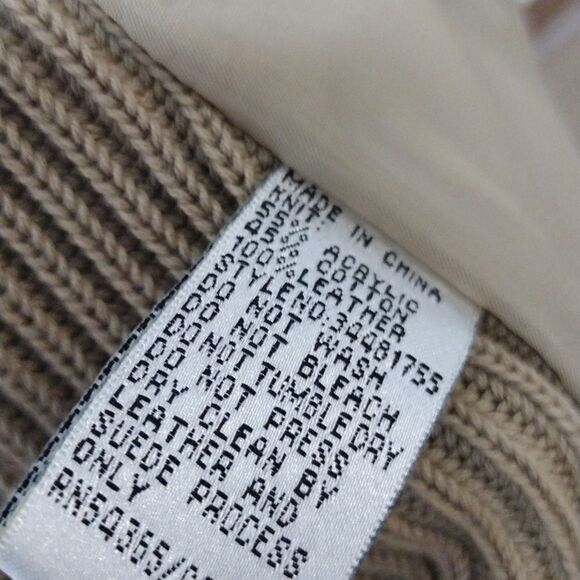 MADE IN CHINA
KNIT:
55% ACRYLIC
45% COTTON
100% LEATHER
STYLE NO: 34481755
DO NOT WASH
DO NOT BLEACH
DO NOT TUMBLE DRY
DO NOT PRESS
DRY CLEAN BY
LEATHER AND
SUEDE PROCESS
ONLY